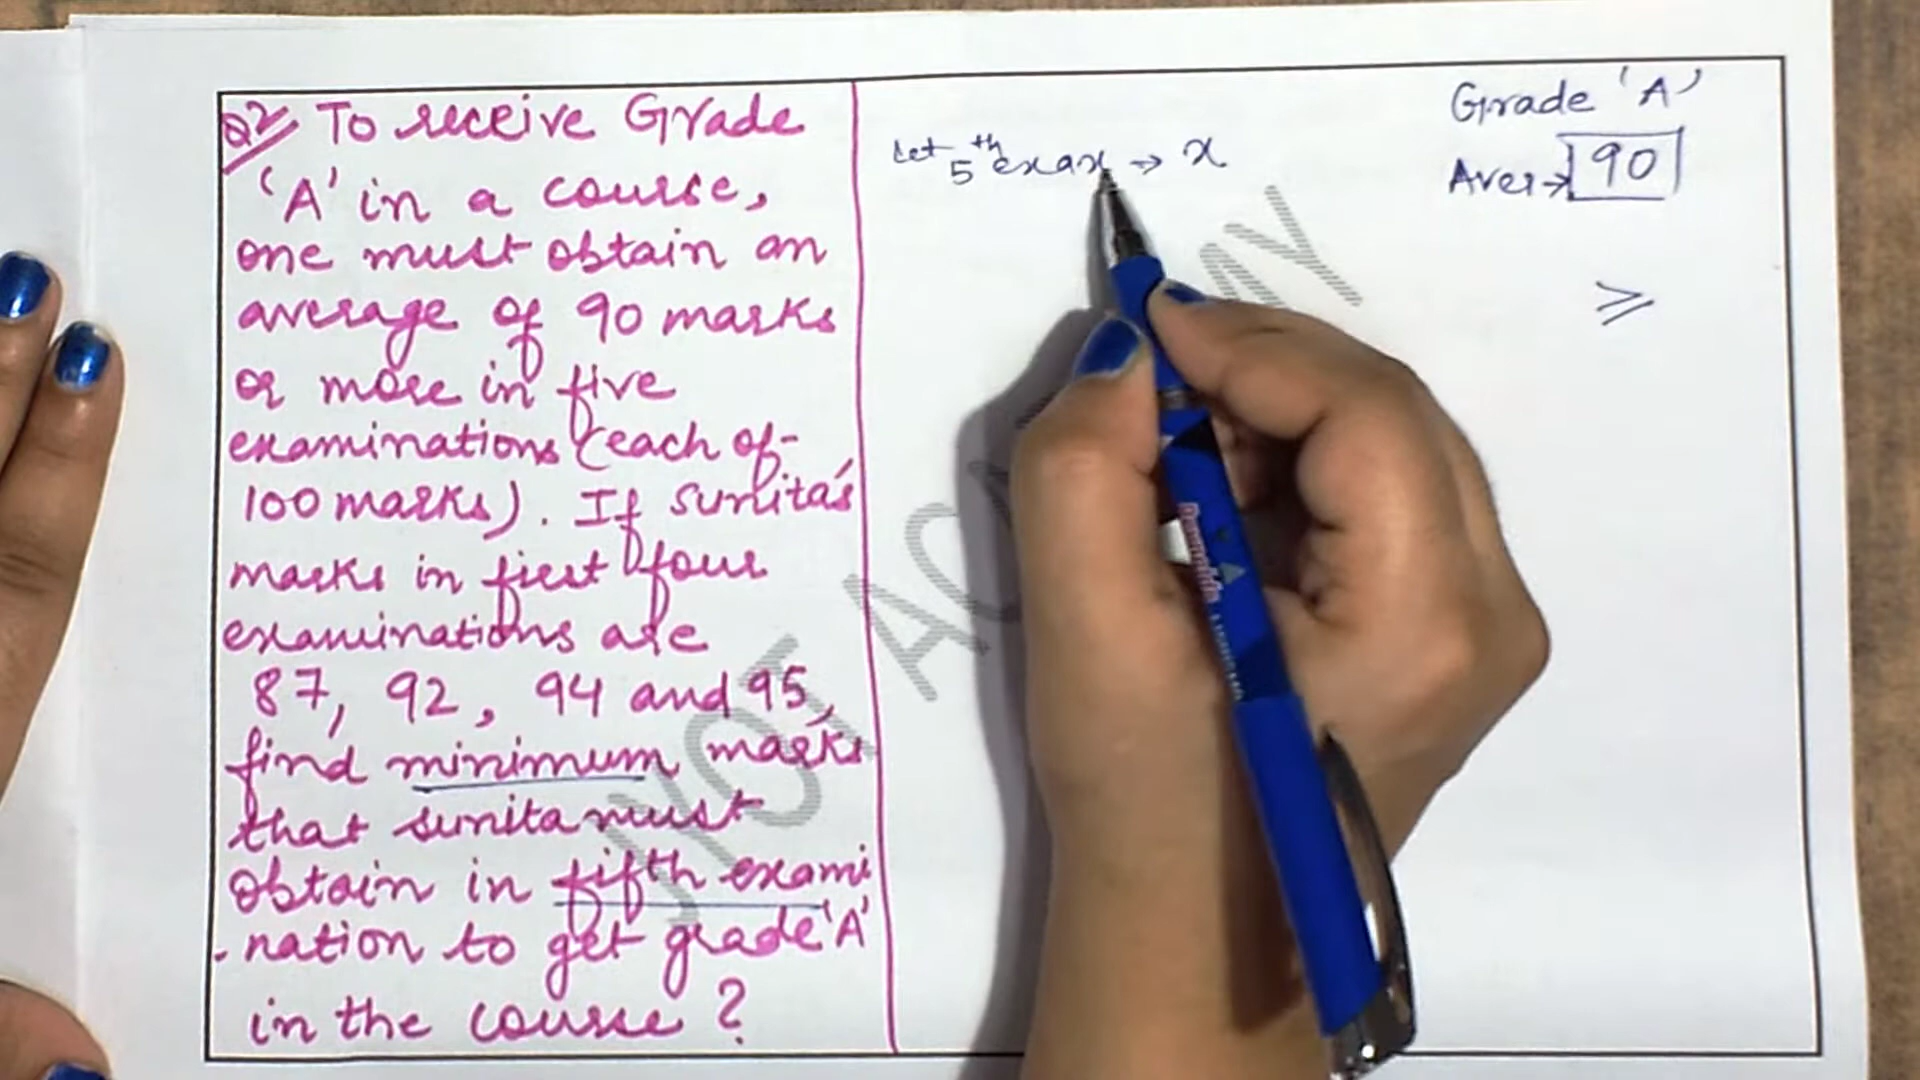 Q2 To receive Grade
'A' in a course,
one must obtain an
average of 90 marks
or more in five
examinations (each of
100 marks). If Sunita's
marks in first four
examinations are
87, 92, 94 and 95,
find minimum marks
that sunita must
obtain in fifth exami
-nation to get grade 'A'
in the course?
Let 5th exax → x
Grade 'A'
Aver → 90
≥
JYOT ACA